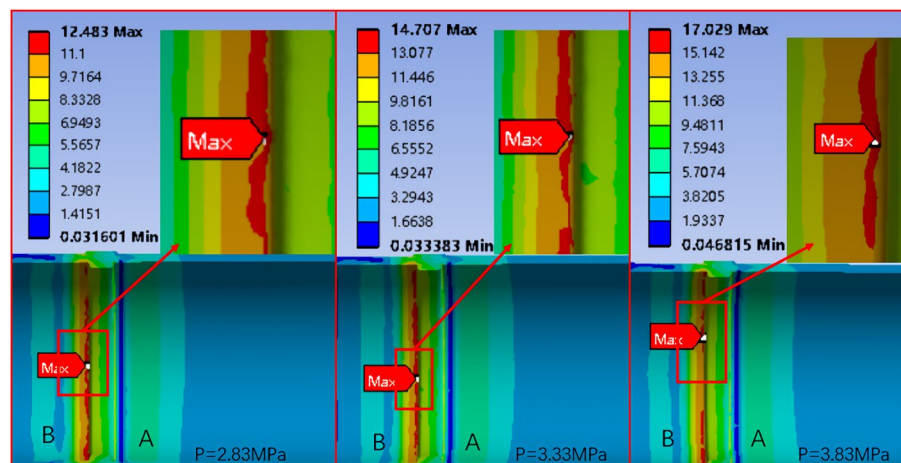 12.483 Max
11.1
9.7164
8.3328
6.9493
5.5657
4.1822
2.7987
1.4151
0.031601 Min
Max
Max
B
A
P=2.83MPa
14.707 Max
13.077
11.446
9.8161
8.1856
6.5552
4.9247
3.2943
1.6638
0.033383 Min
Max
Max
B
A
P=3.33MPa
17.029 Max
15.142
13.255
11.368
9.4811
7.5943
5.7074
3.8205
1.9337
0.046815 Min
Max
Max
B
A
P=3.83MPa